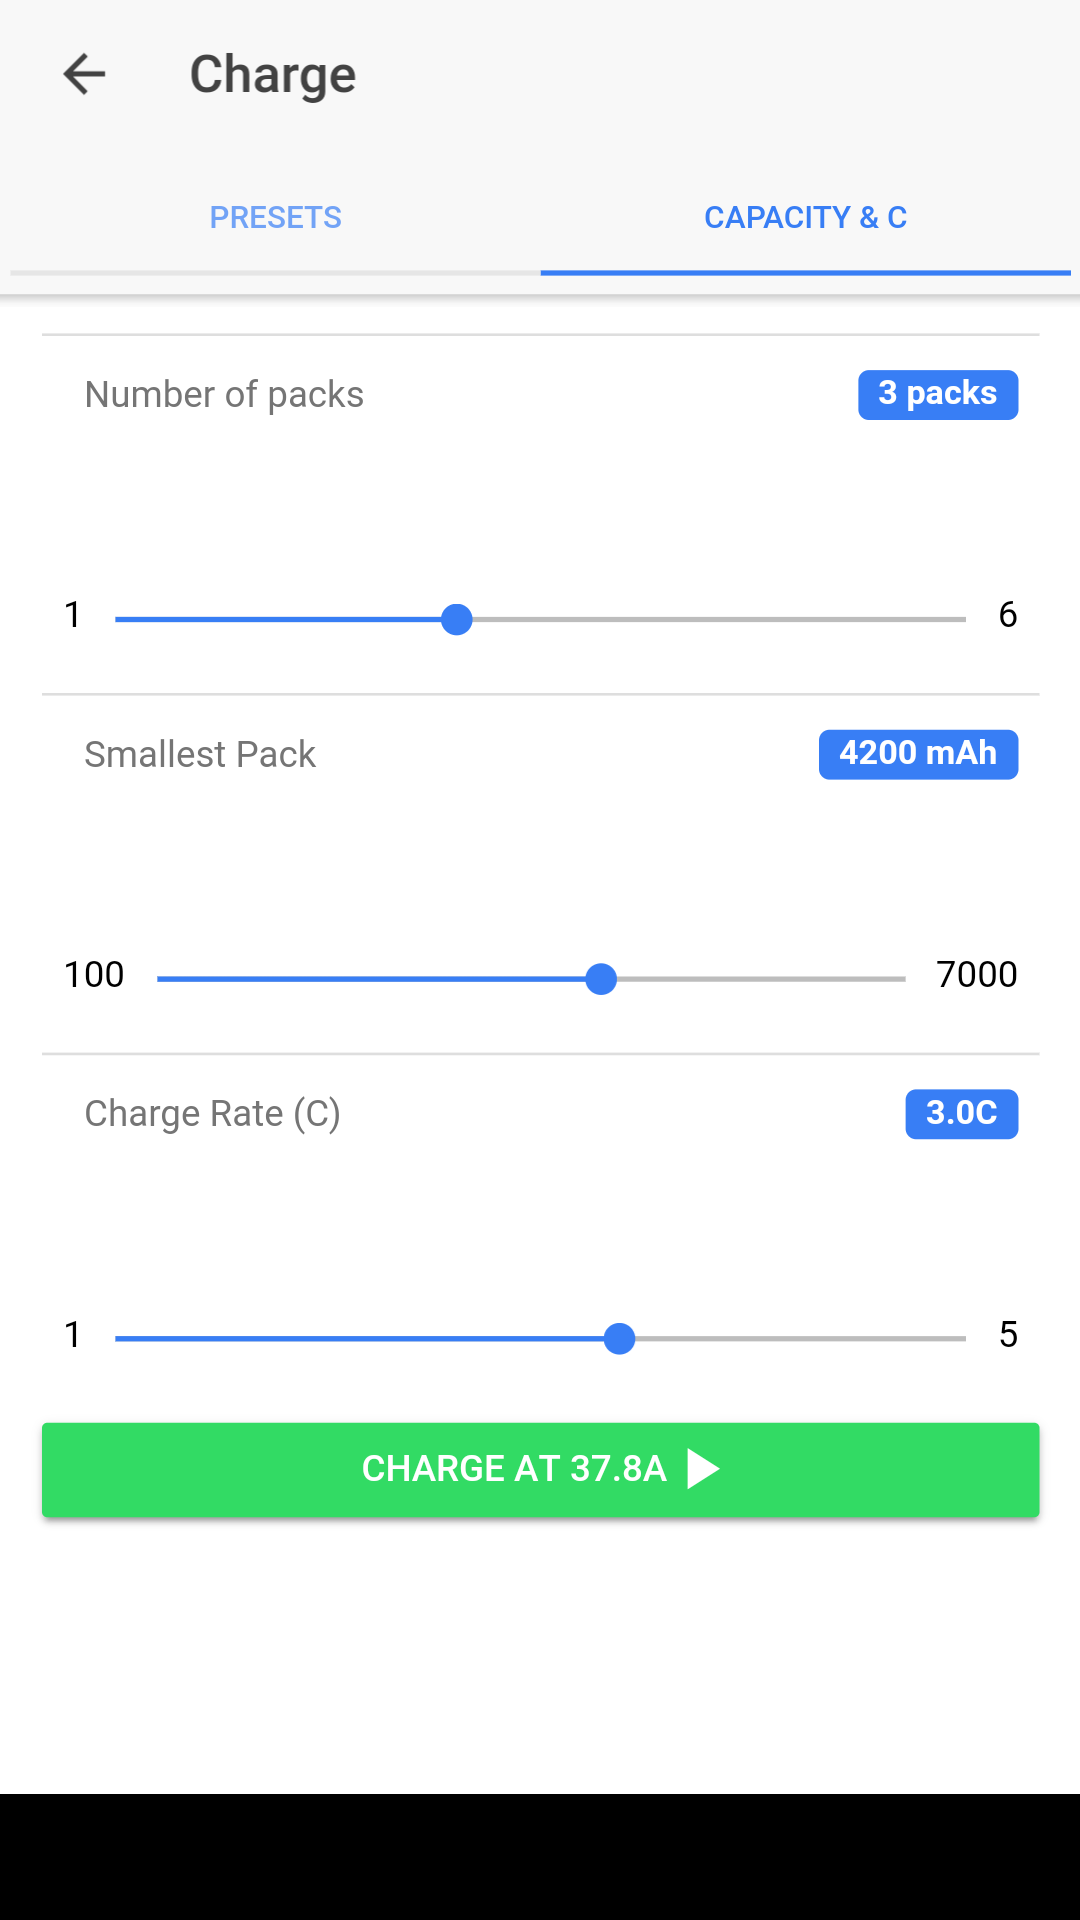 Charge
PRESETS
CAPACITY & C
Number of packs
3 packs
1
6
Smallest Pack
4200 mAh
100
7000
Charge Rate (C)
3.0C
1
5
CHARGE AT 37.8A